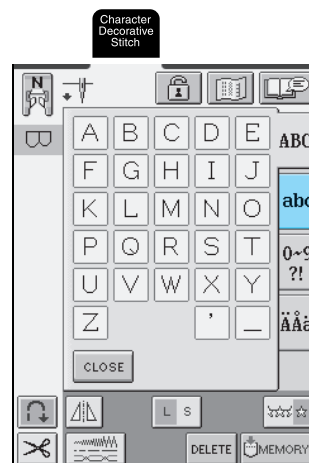 Character
Decorative
Stitch
N
A B C D E
ABC
F G H I J
abc
K L M N O
P Q R S T
0~9
?!
U V W X Y
Z ' _
ÄÅä
CLOSE
L S
DELETE
MEMORY